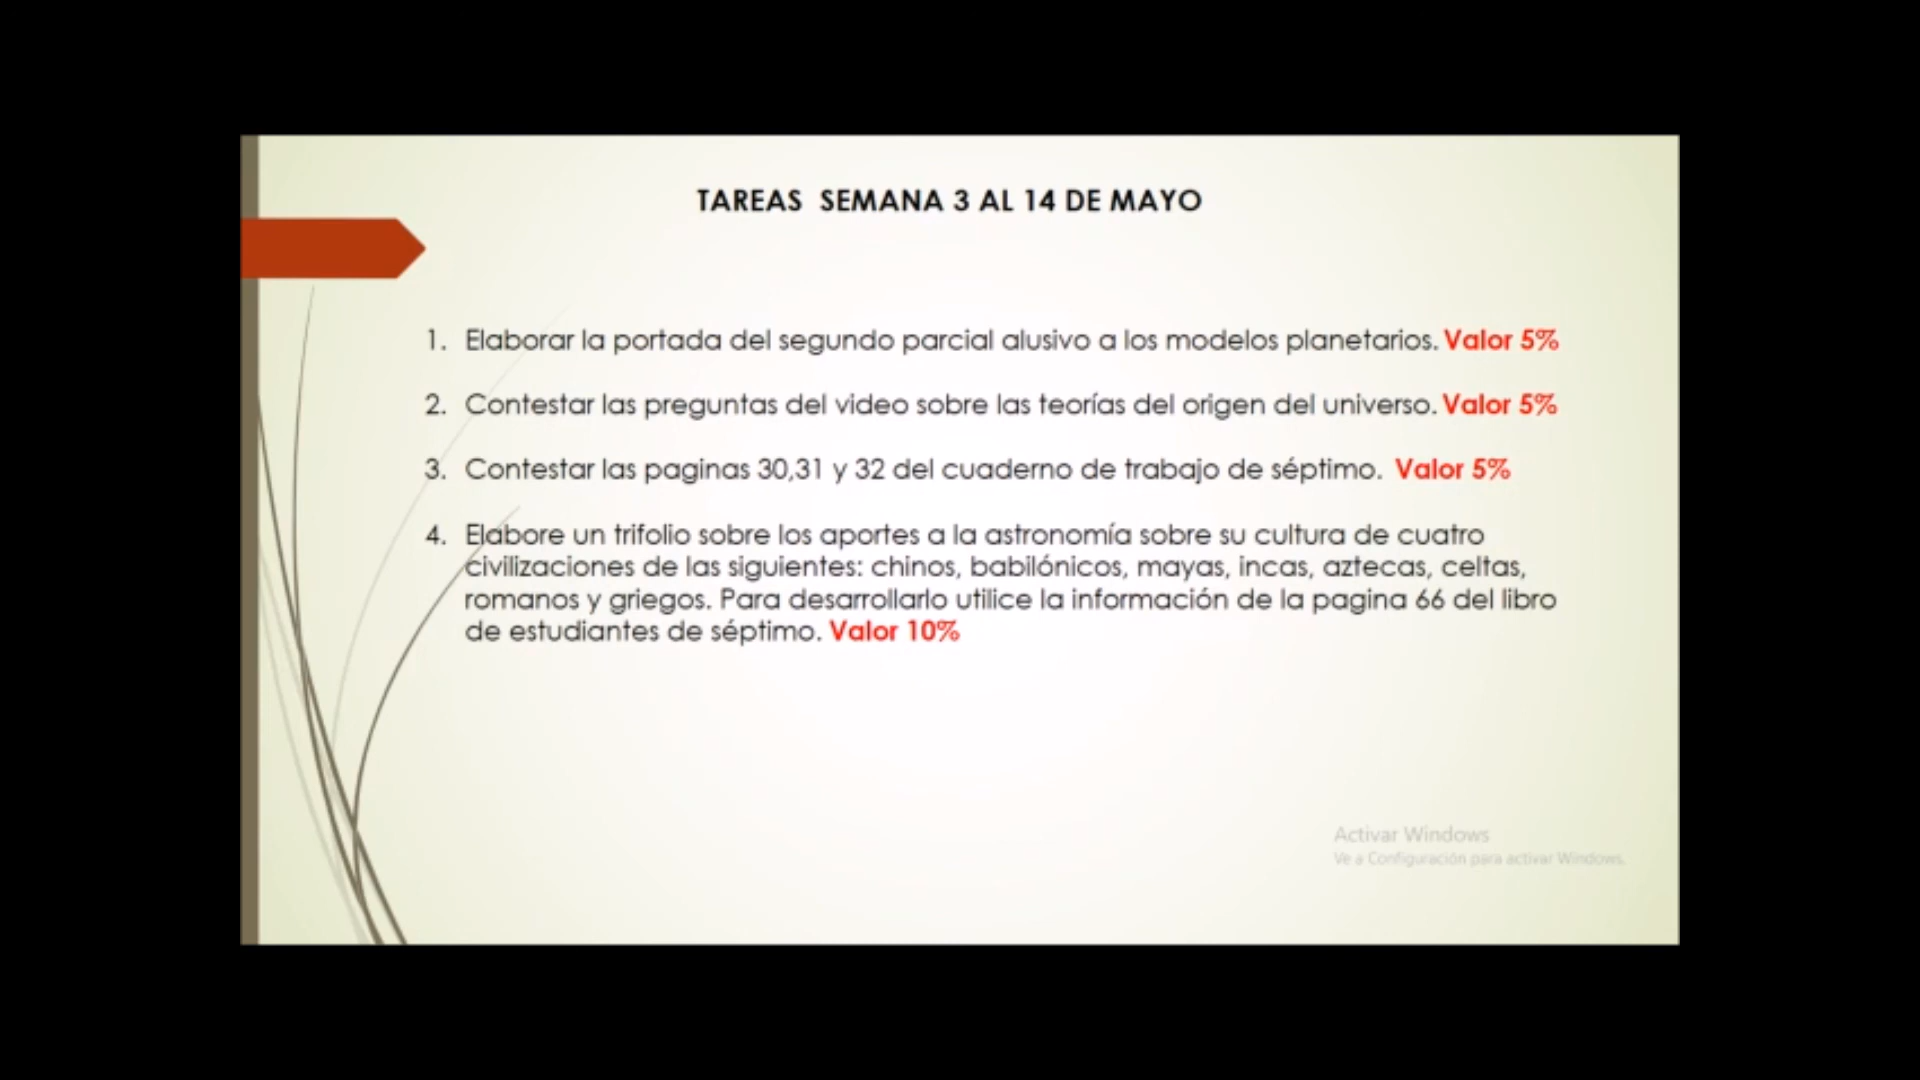 TAREAS  SEMANA 3 AL 14 DE MAYO
1. Elaborar la portada del segundo parcial alusivo a los modelos planetarios. Valor 5%
2. Contestar las preguntas del video sobre las teorías del origen del universo. Valor 5%
3. Contestar las paginas 30,31 y 32 del cuaderno de trabajo de séptimo. Valor 5%
4. Elabore un trifolio sobre los aportes a la astronomía sobre su cultura de cuatro
civilizaciones de las siguientes: chinos, babilónicos, mayas, incas, aztecas, celtas,
romanos y griegos. Para desarrollarlo utilice la información de la pagina 66 del libro
de estudiantes de séptimo. Valor 10%
Activar Windows
Ve a Configuración para activar Windows.